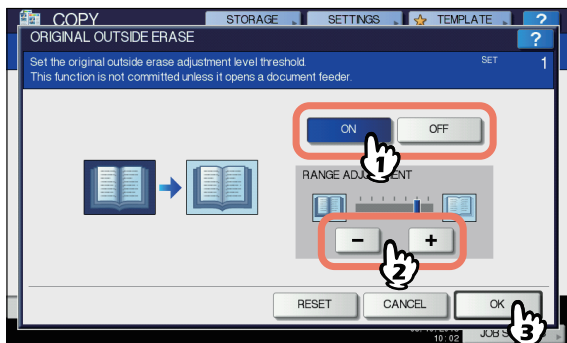 COPY STORAGE SETTINGS TEMPLATE ?
ORIGINAL OUTSIDE ERASE ?
Set the original outside erase adjustment level threshold.
This function is not committed unless it opens a document feeder.
SET 1
ON OFF
1
RANGE ADJ ENT
- +
2
RESET CANCEL OK
3
10:02 JOB S